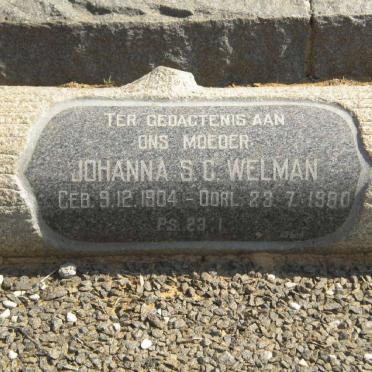 TER GEDACTENIS AAN
ONS MOEDER
JOHANNA S. C. WELMAN
GEB. 9.12.1904 - OORL. 23.7.1980
PS. 23.1